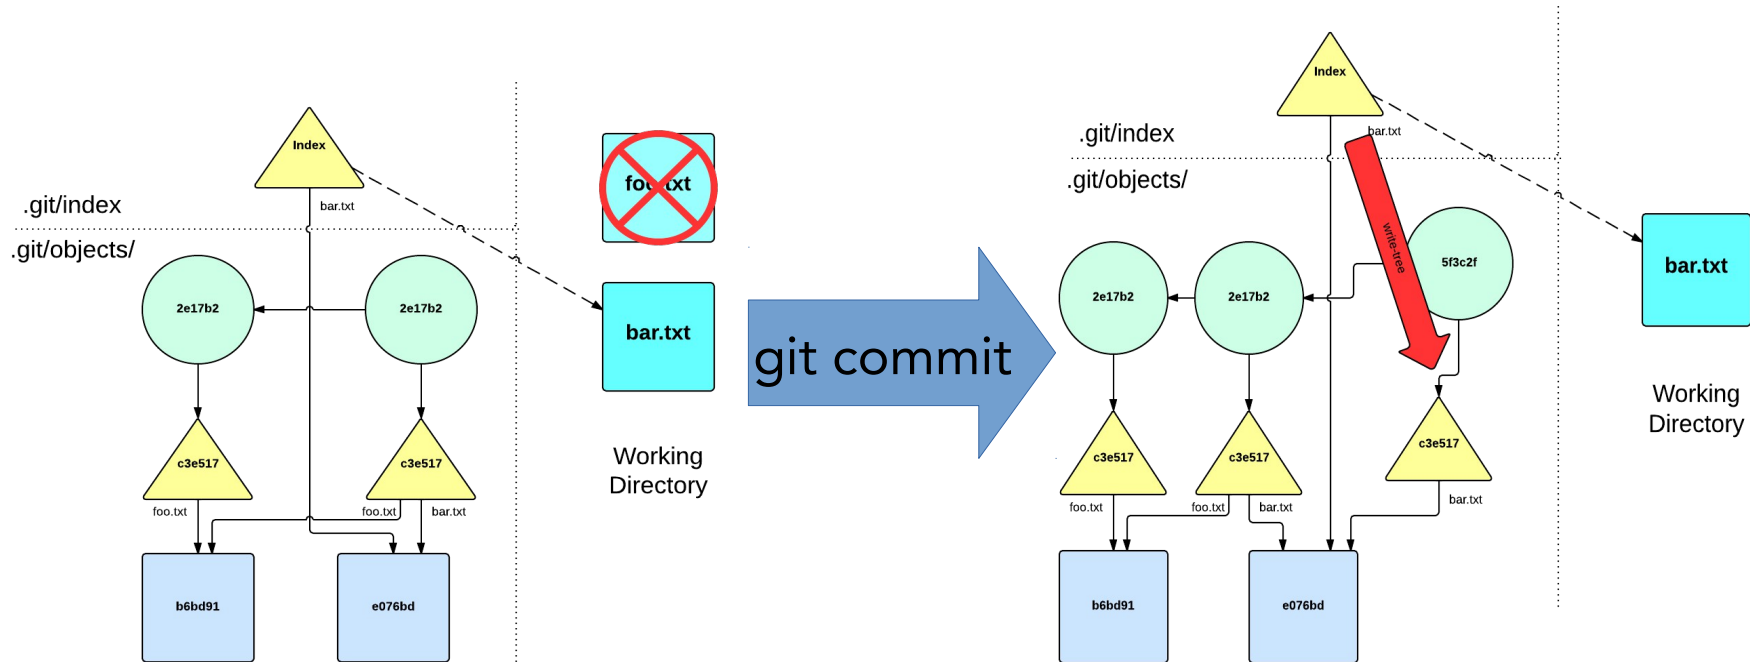 Index
.git/index
bar.txt
.git/objects/
2e17b2
2e17b2
c3e517
c3e517
foo.txt
foo.txt
bar.txt
b6bd91
e076bd
foo.txt
bar.txt
Working
Directory
git commit
Index
.git/index
bar.txt
.git/objects/
write-tree
2e17b2
2e17b2
5f3c2f
c3e517
c3e517
c3e517
foo.txt
foo.txt
bar.txt
bar.txt
b6bd91
e076bd
bar.txt
Working
Directory